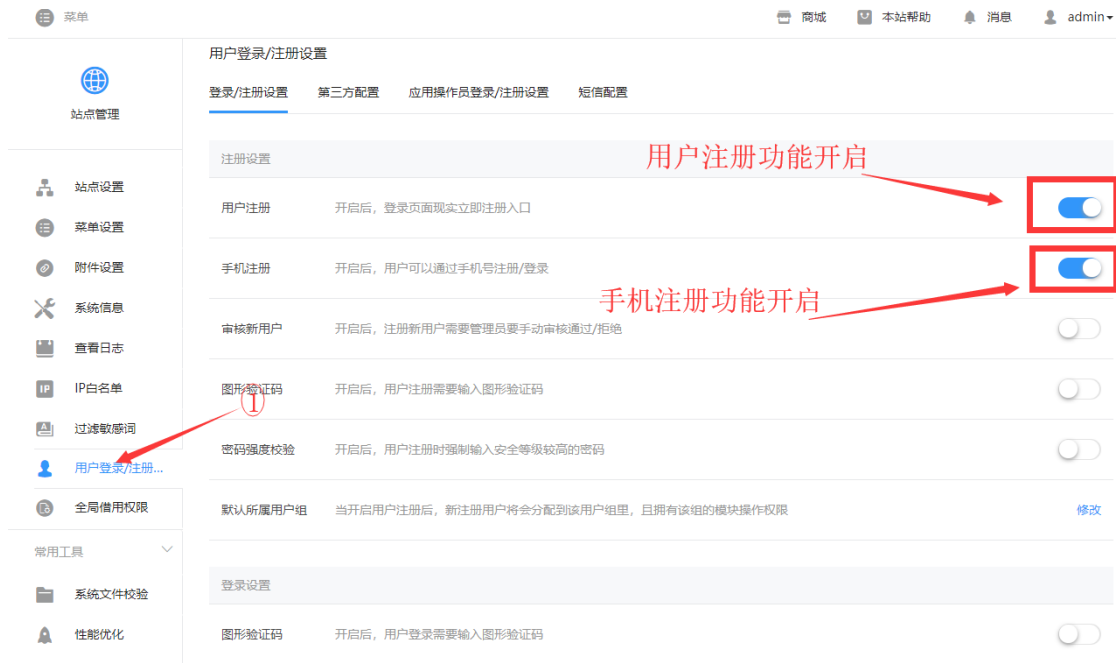 菜单
商城
本站帮助
消息
admin
站点管理
站点设置
菜单设置
附件设置
系统信息
查看日志
IP
IP白名单
A
过滤敏感词
用户登录/注册...
全局借用权限
常用工具
系统文件校验
性能优化
用户登录/注册设置
登录/注册设置 第三方配置 应用操作员登录/注册设置 短信配置
注册设置
用户注册功能开启
用户注册 开启后，登录页面现实立即注册入口
手机注册 开启后，用户可以通过手机号注册/登录
手机注册功能开启
审核新用户 开启后，注册新用户需要管理员要手动审核通过/拒绝
图形验证码 开启后，用户注册需要输入图形验证码
①
密码强度校验 开启后，用户注册时强制输入安全等级较高的密码
默认所属用户组 当开启用户注册后，新注册用户将会分配到该用户组里，且拥有该组的模块操作权限 修改
登录设置
图形验证码 开启后，用户登录需要输入图形验证码